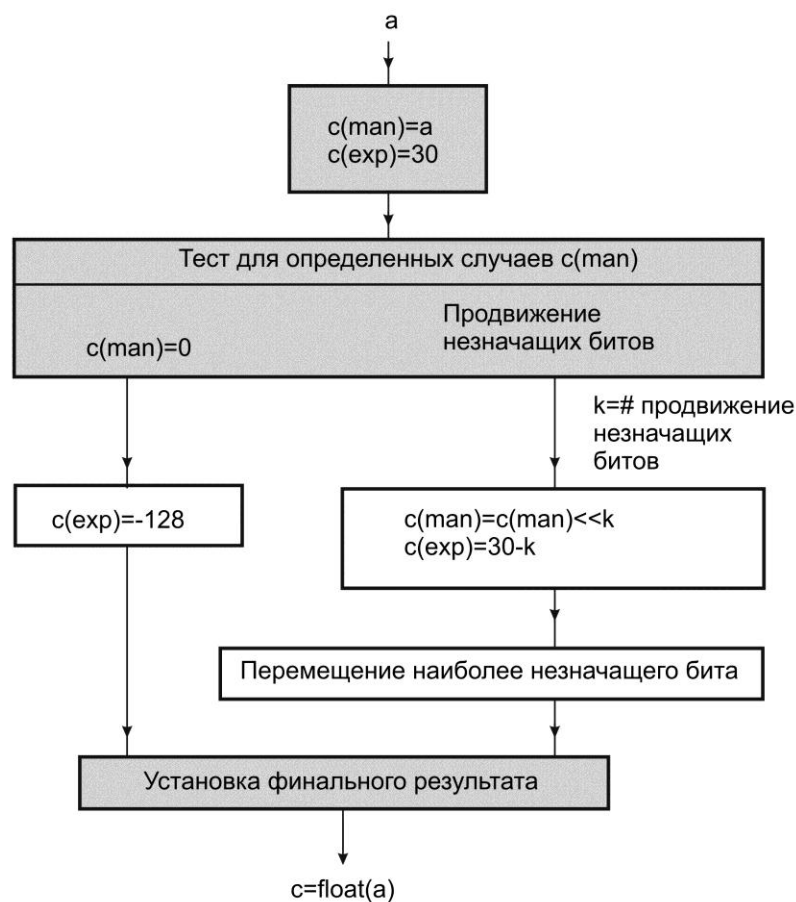 a
c(man)=a
c(exp)=30
Тест для определенных случаев c(man)
c(man)=0
Продвижение
незначащих битов
k=# продвижение
незначащих
битов
c(exp)=-128
c(man)=c(man)<<k
c(exp)=30-k
Перемещение наиболее незначащего бита
Установка финального результата
c=float(a)